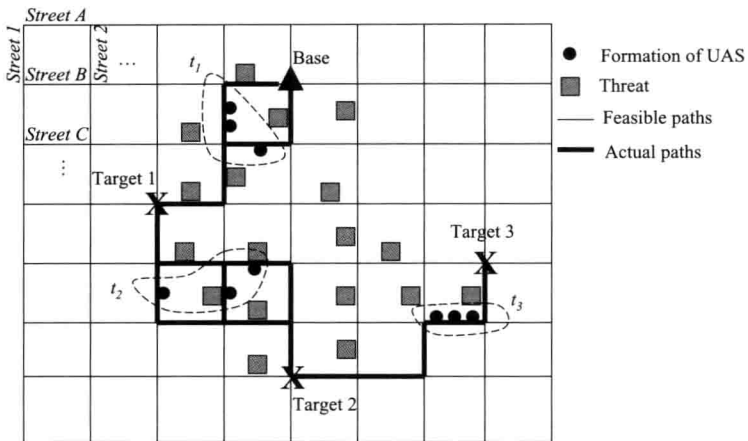 Street A
Street 1
Street 2
...
Street B
Street C
...
t1
Base
Target 1
Target 3
t2
t3
Target 2
Formation of UAS
Threat
Feasible paths
Actual paths